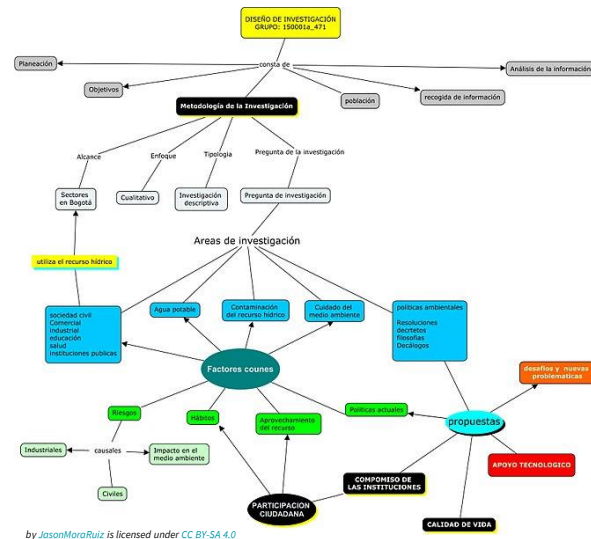 DISEÑO DE INVESTIGACIÓN
GRUPO: 150001a_471
consta de
Planeación
Análisis de la información
Objetivos
población
recogida de información
Metodología de la Investigación
Alcance
Enfoque
Tipología
Pregunta de la investigación
Sectores
en Bogotá
Cualitativo
Investigación
descriptiva
Pregunta de investigación
Areas de investigación
utiliza el recurso hídrico
sociedad civil
Comercial
industrial
educación
salud
instituciones publicas
Agua potable
Contaminación
del recurso hídrico
Cuidado del
medio ambiente
políticas ambientales
Resoluciones
decrtetos
filosofias
Decálogos
Factores counes
desafíos y nuevas
problematicas
Riesgos
Hábitos
Aprovechamiento
del recurso
Políticas actuales
propuestas
Industriales
causales
Impacto en el
medio ambiente
Civiles
APOYO TECNOLOGICO
COMPOMISO DE
LAS INSTITUCIONES
PARTICIPACION
CIUDADANA
CALIDAD DE VIDA
by JasonMoraRuiz is licensed under CC BY-SA 4.0